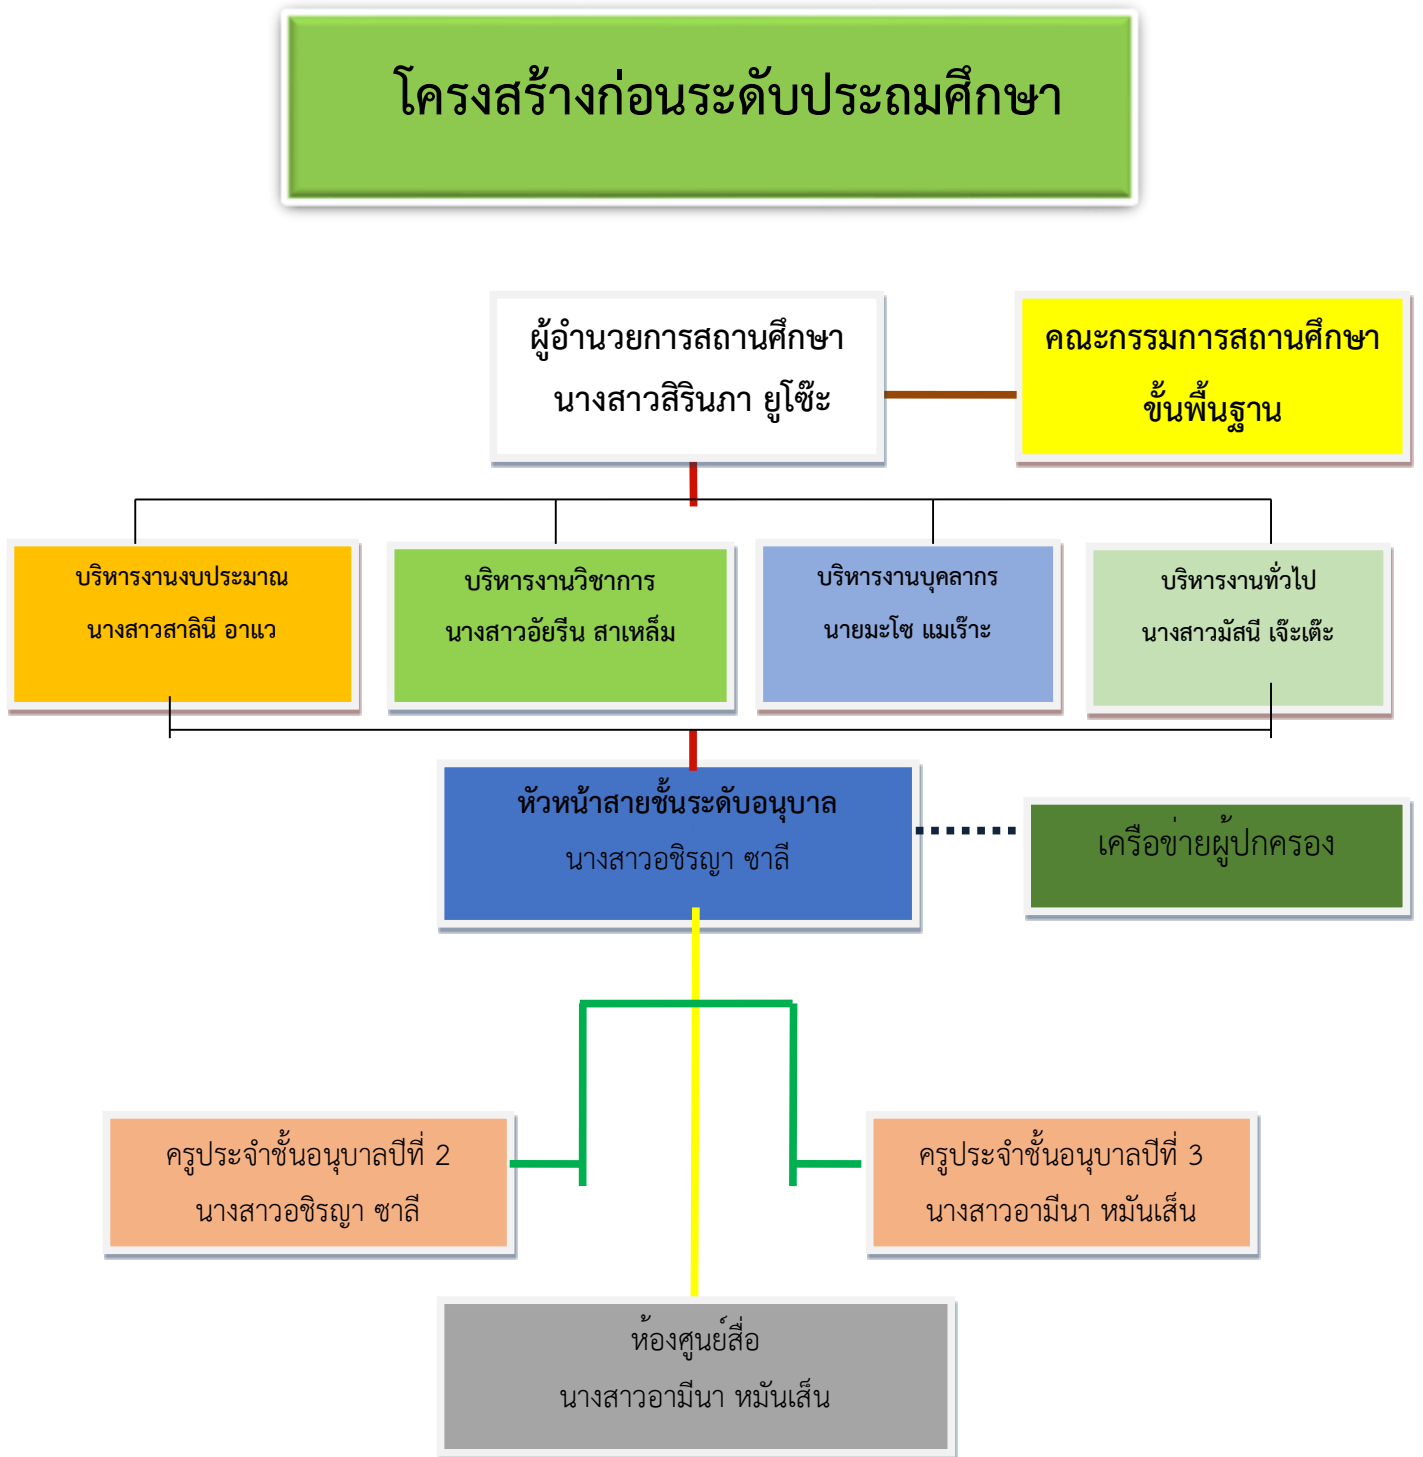 โครงสร้างก่อนระดับประถมศึกษา
ผู้อำนวยการสถานศึกษา
นางสาวสิรินภา ยูโซ๊ะ
คณะกรรมการสถานศึกษา
ขั้นพื้นฐาน
บริหารงานงบประมาณ
นางสาวสาลินี อาแว
บริหารงานวิชาการ
นางสาวอัยรีน สาเหล็ม
บริหารงานบุคลากร
นายมะโซ แมเร๊าะ
บริหารงานทั่วไป
นางสาวมัสนี เจ๊ะเต๊ะ
หัวหน้าสายชั้นระดับอนุบาล
นางสาวอชิรญา ซาลี
เครือข่ายผู้ปกครอง
ครูประจำชั้นอนุบาลปีที่ 2
นางสาวอชิรญา ซาลี
ครูประจำชั้นอนุบาลปีที่ 3
นางสาวอามีนา หมันเส็น
ห้องศูนย์สื่อ
นางสาวอามีนา หมันเส็น